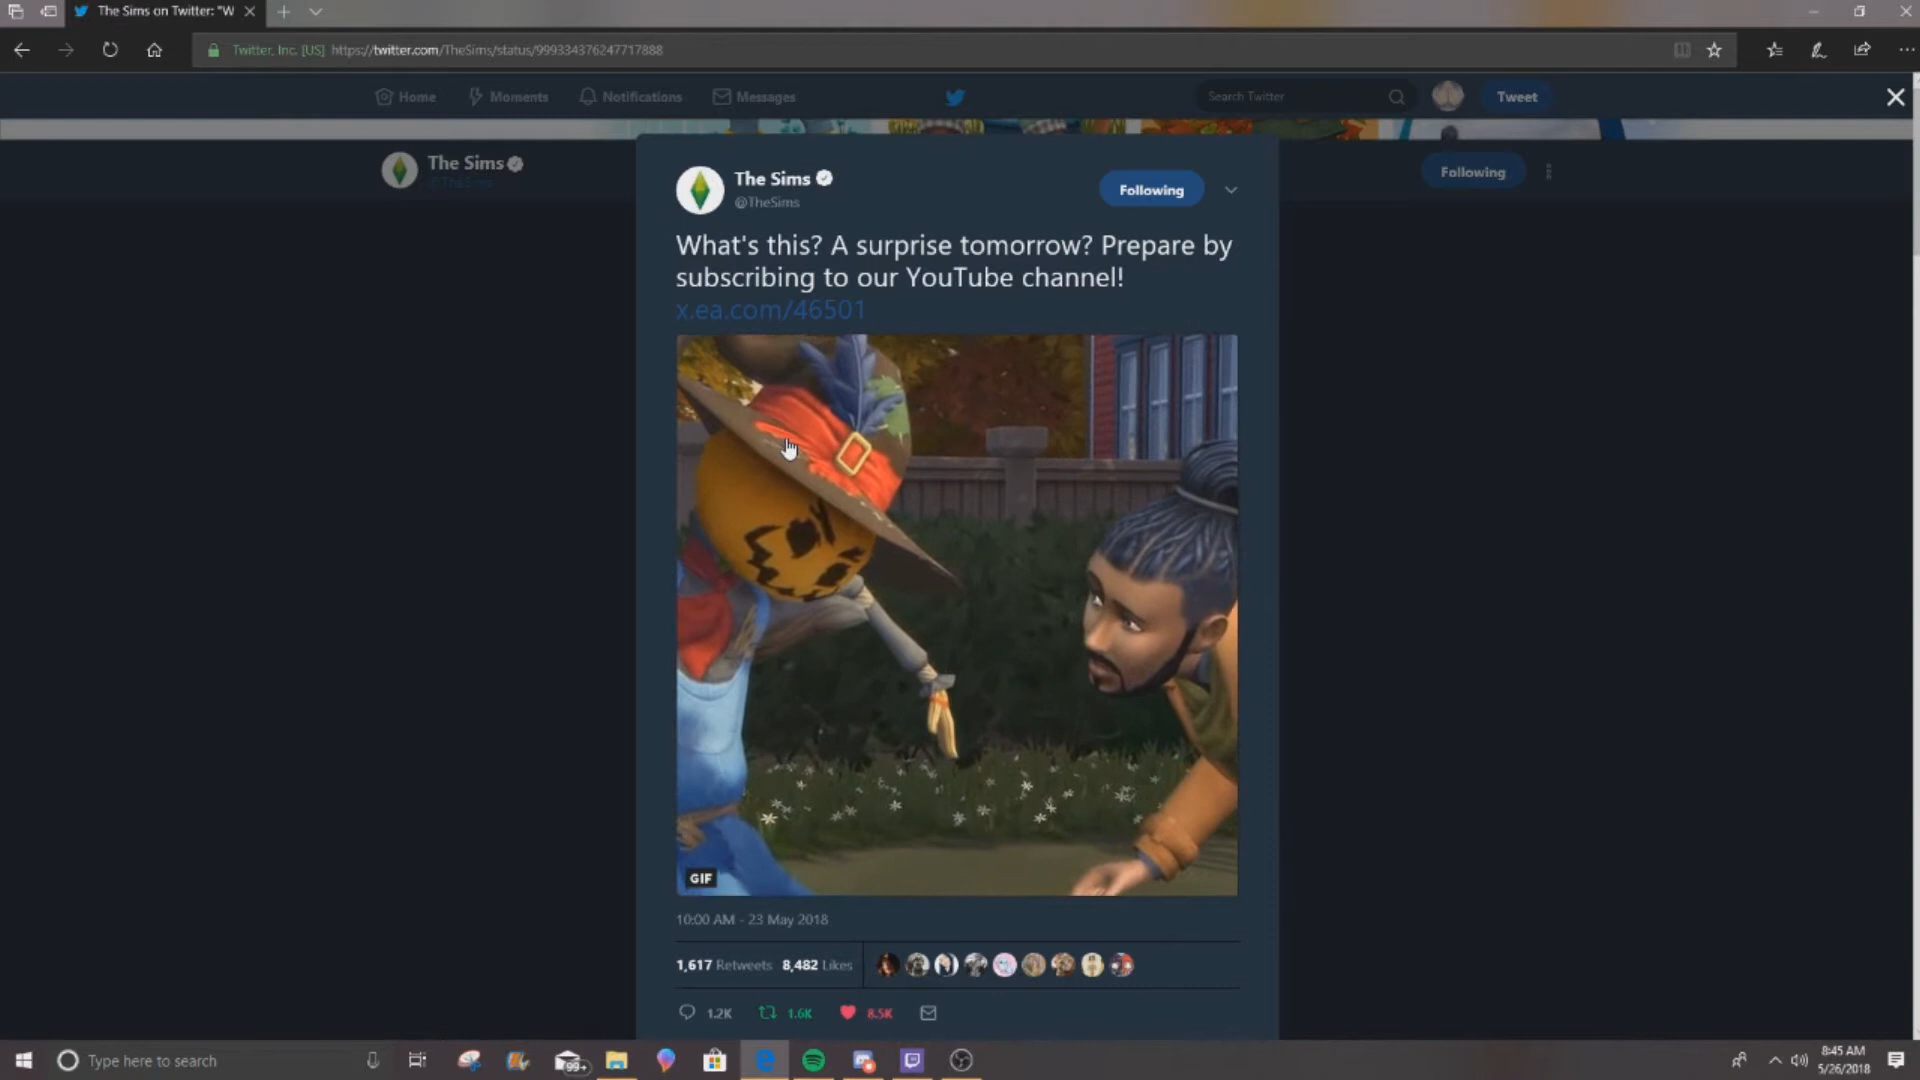 The Sims on Twitter: "W
Twitter, Inc. [US] https://twitter.com/TheSims/status/999334376247717888
Home Moments Notifications Messages Search Twitter Tweet
The Sims
@TheSims
Following
The Sims
@TheSims
Following
What's this? A surprise tomorrow? Prepare by
subscribing to our YouTube channel!
x.ea.com/46501
GIF
10:00 AM - 23 May 2018
1,617 Retweets 8,482 Likes
1.2K 1.6K 8.5K
Type here to search
99+
8:45 AM
5/26/2018